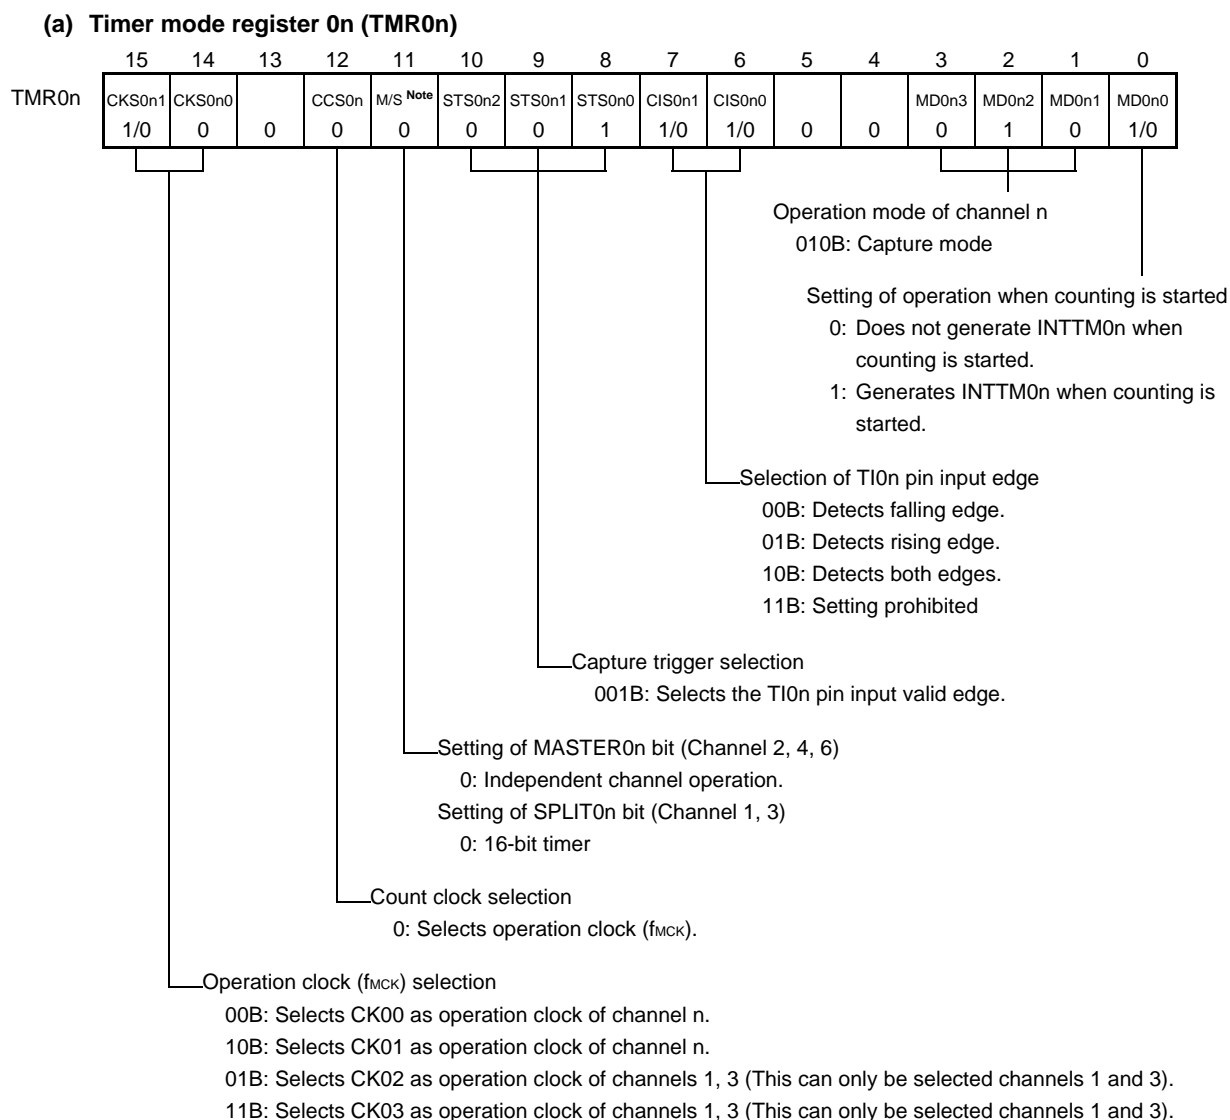 (a) Timer mode register 0n (TMR0n)
15 14 13 12 11 10 9 8 7 6 5 4 3 2 1 0
TMR0n CKS0n1 CKS0n0 CCS0n M/S Note STS0n2 STS0n1 STS0n0 CIS0n1 CIS0n0 MD0n3 MD0n2 MD0n1 MD0n0
1/0 0 0 0 0 0 0 1 1/0 1/0 0 0 0 1 0 1/0
Operation mode of channel n
010B: Capture mode
Setting of operation when counting is started
0: Does not generate INTTM0n when
counting is started.
1: Generates INTTM0n when counting is
started.
Selection of TI0n pin input edge
00B: Detects falling edge.
01B: Detects rising edge.
10B: Detects both edges.
11B: Setting prohibited
Capture trigger selection
001B: Selects the TI0n pin input valid edge.
Setting of MASTER0n bit (Channel 2, 4, 6)
0: Independent channel operation.
Setting of SPLIT0n bit (Channel 1, 3)
0: 16-bit timer
Count clock selection
0: Selects operation clock (fMCK).
Operation clock (fMCK) selection
00B: Selects CK00 as operation clock of channel n.
10B: Selects CK01 as operation clock of channel n.
01B: Selects CK02 as operation clock of channels 1, 3 (This can only be selected channels 1 and 3).
11B: Selects CK03 as operation clock of channels 1, 3 (This can only be selected channels 1 and 3).